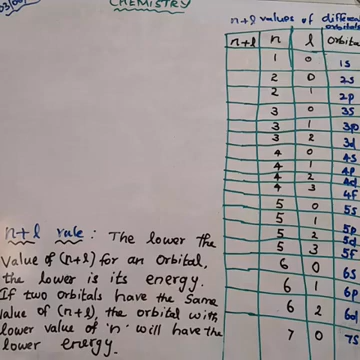 03/00
CHEMISTRY
n+l values of different orbitals
n+l n l Orbital
1 0 1s
2 0 2s
2 1 2p
3 0 3s
3 1 3p
3 2 3d
4 0 4s
4 1 4p
4 2 4d
4 3 4f
5 0 5s
5 1 5p
5 2 5d
5 3 5f
6 0 6s
6 1 6p
6 2 6d
7 0 7s
n+l rule: The lower the
value of (n+l) for an Orbital,
the lower is its energy.
If two Orbitals have the Same
value of (n+l), the orbital with
lower value of 'n' will have the
lower energy.